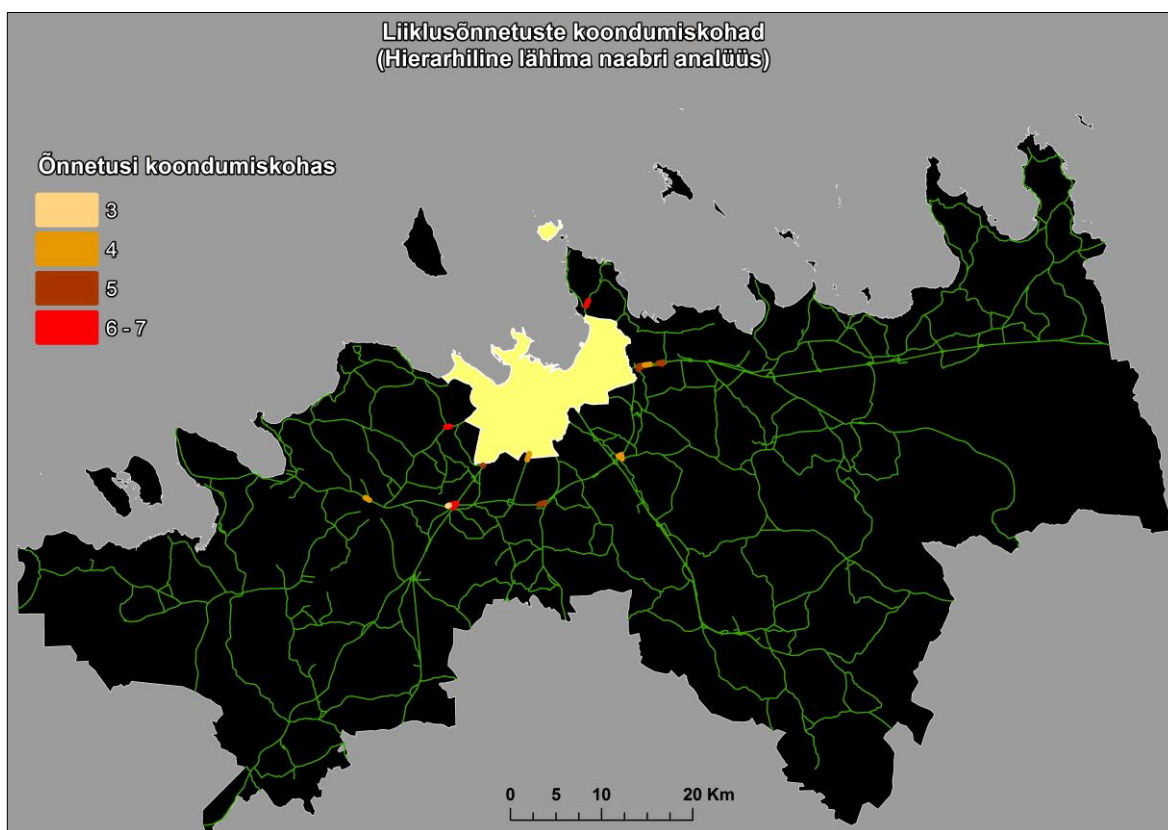 Liiklusõnnetuste koondumiskohad
(Hierarhiline lähima naabri analüüs)
Õnnetusi koondumiskohas
3
4
5
6 - 7
0 5 10 20 Km